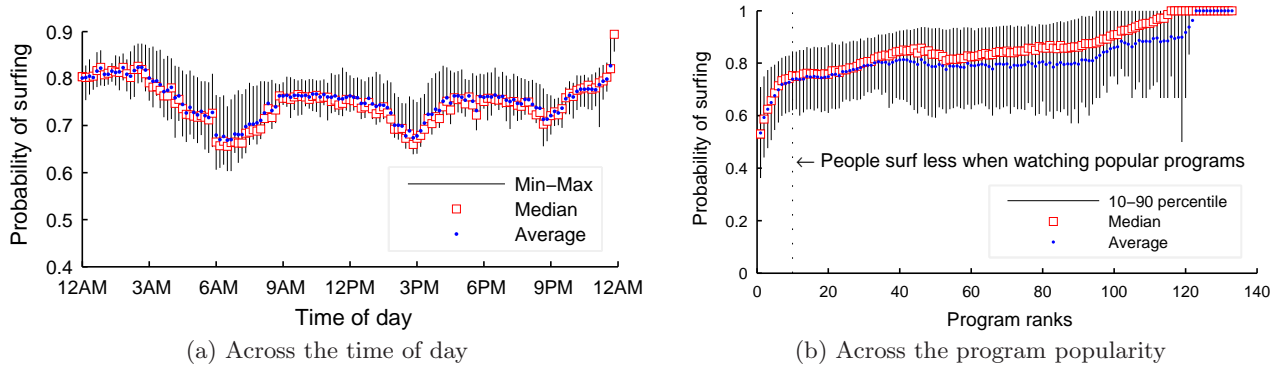 0.9
0.8
0.7
0.6
0.5
0.4
Probability of surfing
Min−Max
Median
Average
12AM 3AM 6AM 9AM 12PM 3PM 6PM 9PM 12AM
Time of day
(a) Across the time of day
1
0.8
0.6
0.4
0.2
0
Probability of surfing
← People surf less when watching popular programs
10−90 percentile
Median
Average
1 20 40 60 80 100 120 140
Program ranks
(b) Across the program popularity